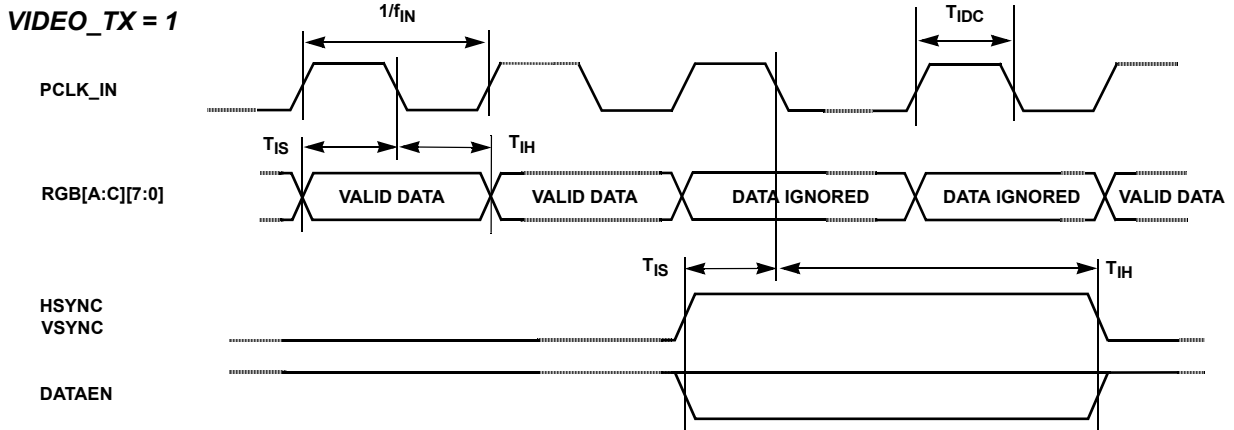 VIDEO_TX = 1
1/fIN
TIDC
PCLK_IN
TIS
TIH
RGB[A:C][7:0]
VALID DATA
VALID DATA
DATA IGNORED
DATA IGNORED
VALID DATA
TIS
TIH
HSYNC
VSYNC
DATAEN